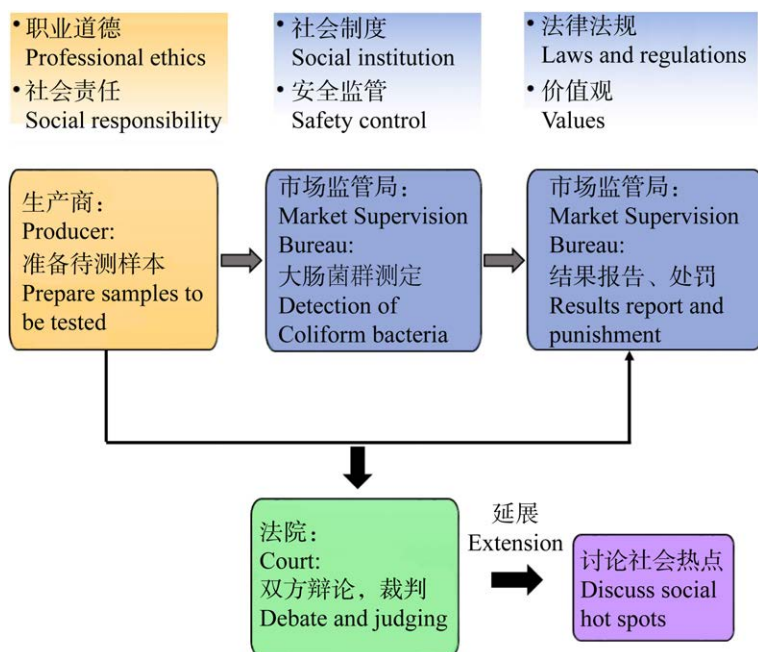 • 职业道德
Professional ethics
• 社会责任
Social responsibility
• 社会制度
Social institution
• 安全监管
Safety control
• 法律法规
Laws and regulations
• 价值观
Values
生产商：
Producer:
准备待测样本
Prepare samples to
be tested
市场监管局：
Market Supervision
Bureau:
大肠菌群测定
Detection of
Coliform bacteria
市场监管局：
Market Supervision
Bureau:
结果报告、处罚
Results report and
punishment
法院：
Court:
双方辩论，裁判
Debate and judging
延展
Extension
讨论社会热点
Discuss social
hot spots